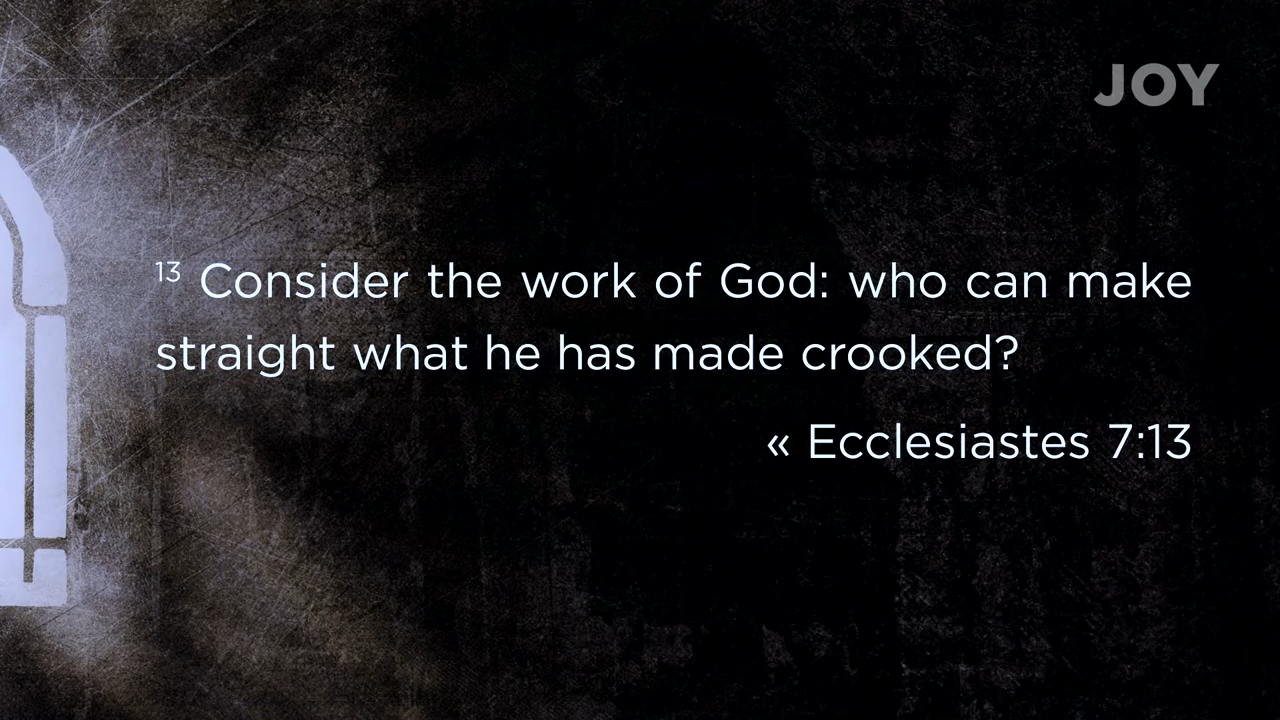 JOY
¹³ Consider the work of God: who can make
straight what he has made crooked?
« Ecclesiastes 7:13